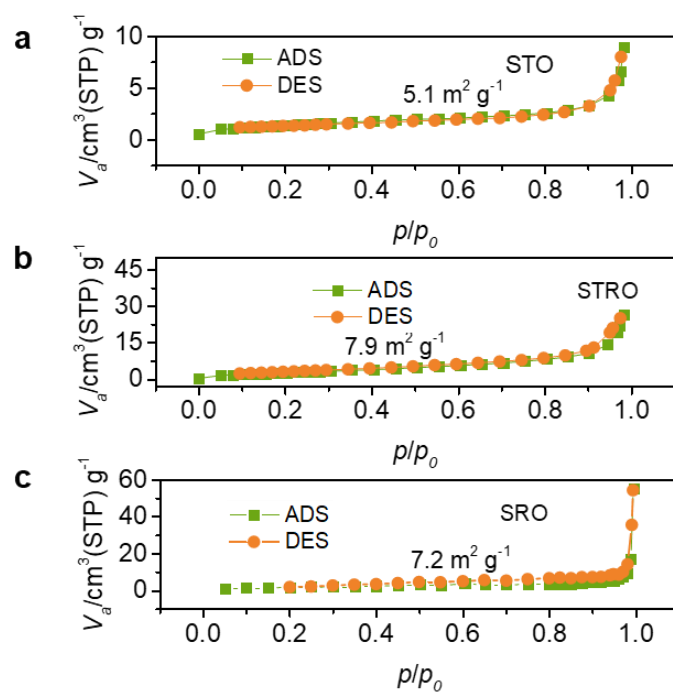 a
V_a/cm³(STP) g⁻¹
10
5
0
ADS
DES
STO
5.1 m² g⁻¹
0.0 0.2 0.4 0.6 0.8 1.0
p/p₀
b
V_a/cm³(STP) g⁻¹
45
30
15
0
ADS
DES
STRO
7.9 m² g⁻¹
0.0 0.2 0.4 0.6 0.8 1.0
p/p₀
c
V_a/cm³(STP) g⁻¹
60
40
20
0
ADS
DES
SRO
7.2 m² g⁻¹
0.0 0.2 0.4 0.6 0.8 1.0
p/p₀